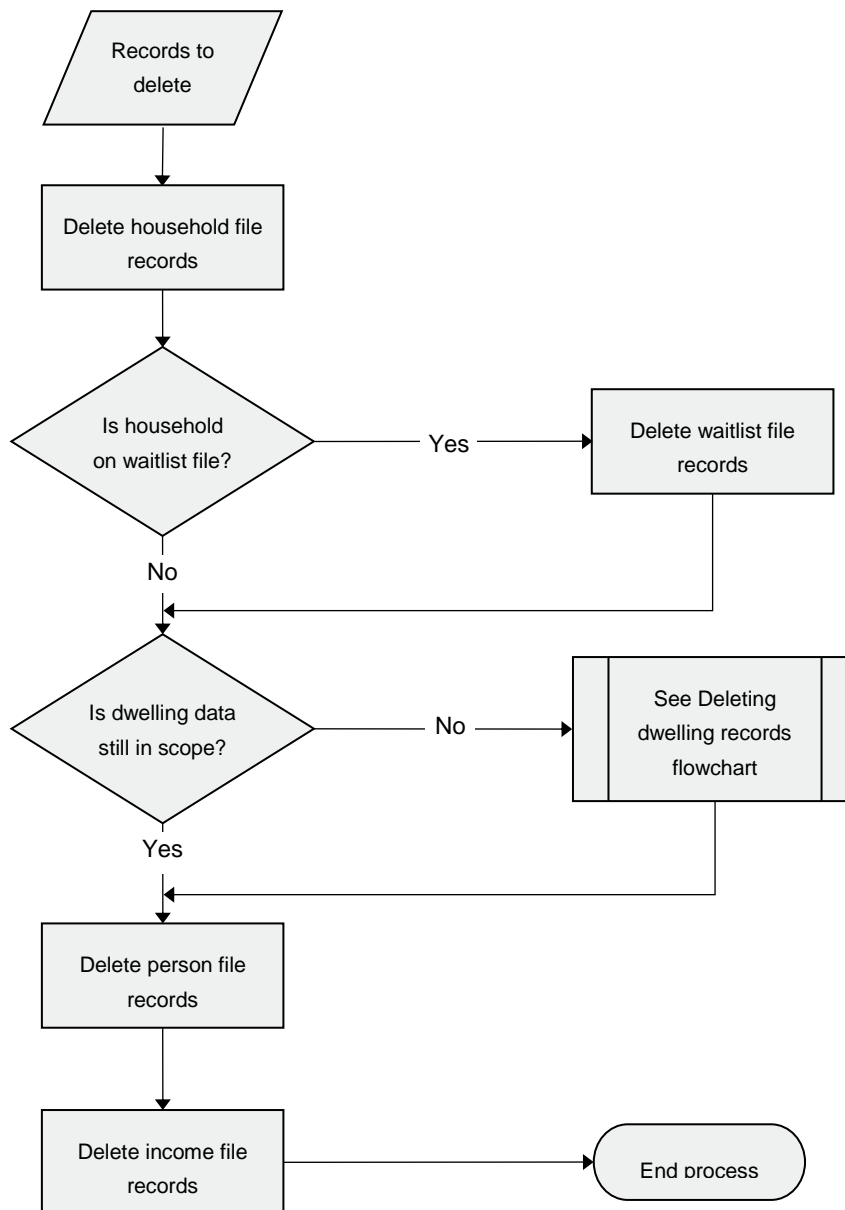 Records to
delete
Delete household file
records
Is household
on waitlist file?
Yes
Delete waitlist file
records
No
Is dwelling data
still in scope?
No
See Deleting
dwelling records
flowchart
Yes
Delete person file
records
Delete income file
records
End process